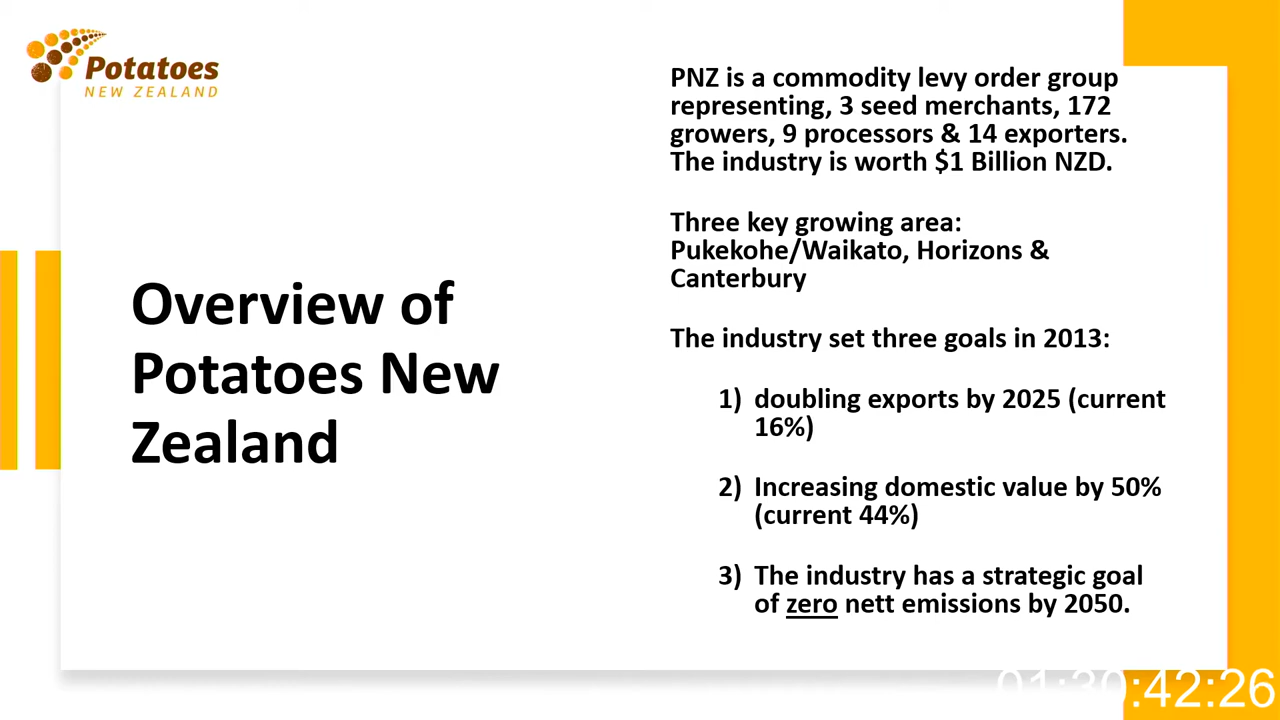 Potatoes
NEW ZEALAND
Overview of
Potatoes New
Zealand
PNZ is a commodity levy order group
representing, 3 seed merchants, 172
growers, 9 processors & 14 exporters.
The industry is worth $1 Billion NZD.
Three key growing area:
Pukekohe/Waikato, Horizons &
Canterbury
The industry set three goals in 2013:
1) doubling exports by 2025 (current
16%)
2) Increasing domestic value by 50%
(current 44%)
3) The industry has a strategic goal
of zero nett emissions by 2050.
01:30:42:26